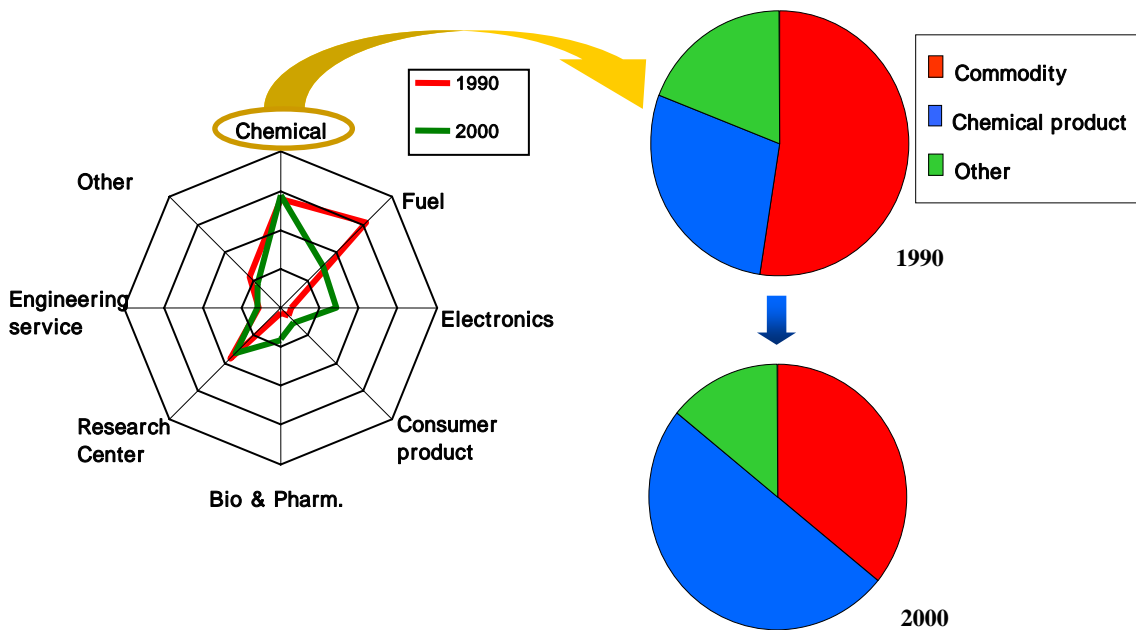 Chemical
Other
Fuel
Engineering
service
Electronics
Research
Center
Consumer
product
Bio & Pharm.
1990
2000
Commodity
Chemical product
Other
1990
2000